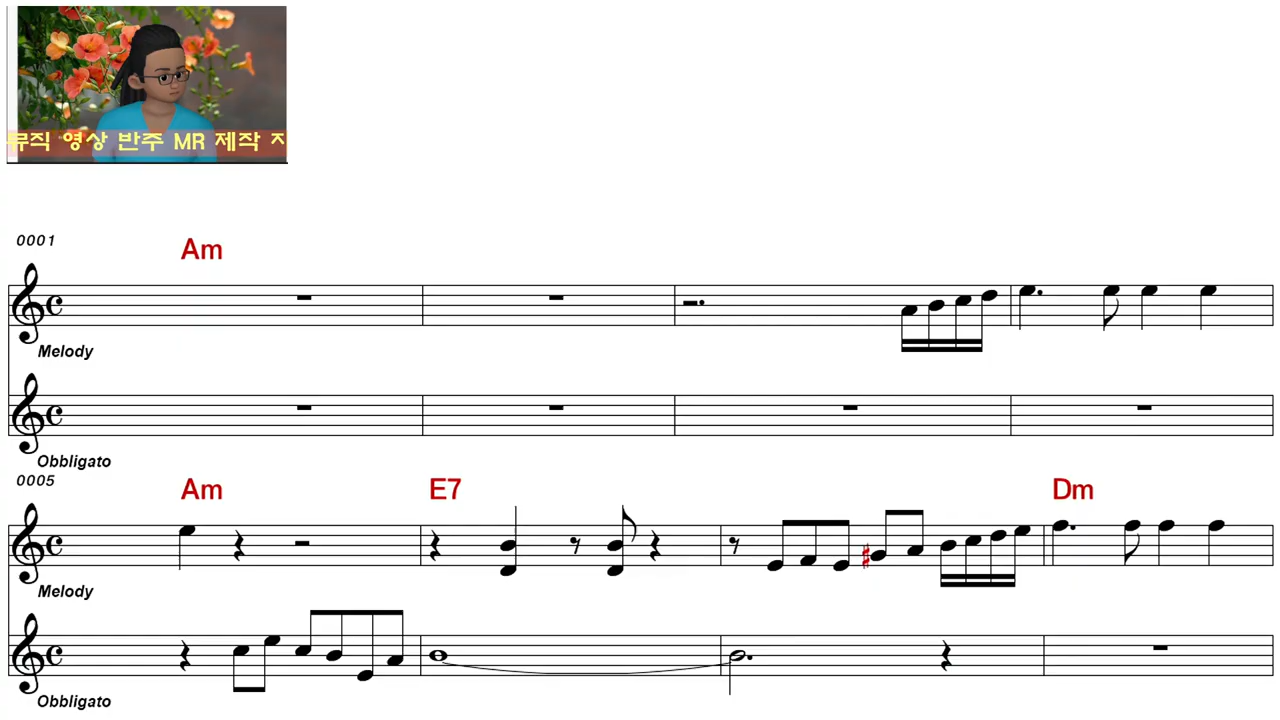 뮤직 영상 반주 MR 제작
0001
Am
Melody
Obbligato
0005
Am E7 Dm
Melody
Obbligato